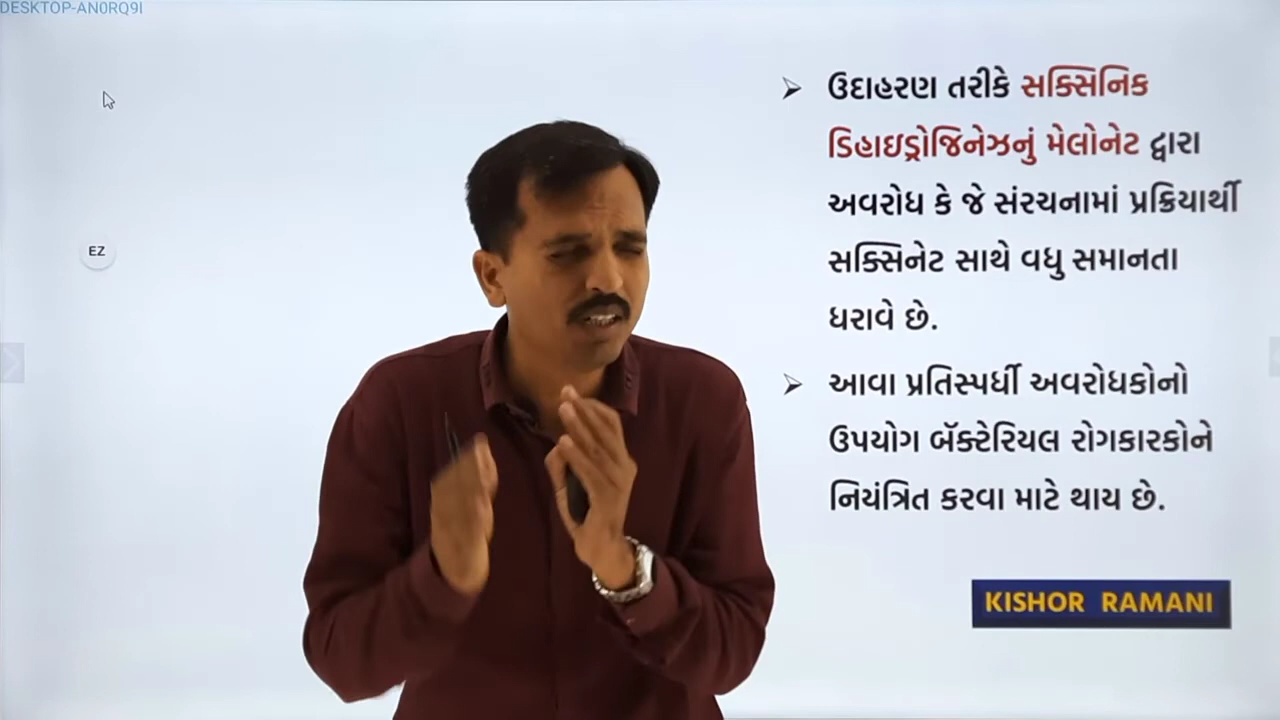 DESKTOP-AN0RQ9I
EZ
➤ ઉદાહરણ તરીકે સક્સિનિક
ડિહાઇડ્રોજિનેઝનું મેલોનેટ દ્વારા
અવરોધ કે જે સંરચનામાં પ્રક્રિયાર્થી
સક્સિનેટ સાથે વધુ સમાનતા
ધરાવે છે.
➤ આવા પ્રતિસ્પર્ધી અવરોધકોનો
ઉપયોગ બૅક્ટેરિયલ રોગકારકોને
નિયંત્રિત કરવા માટે થાય છે.
KISHOR RAMANI